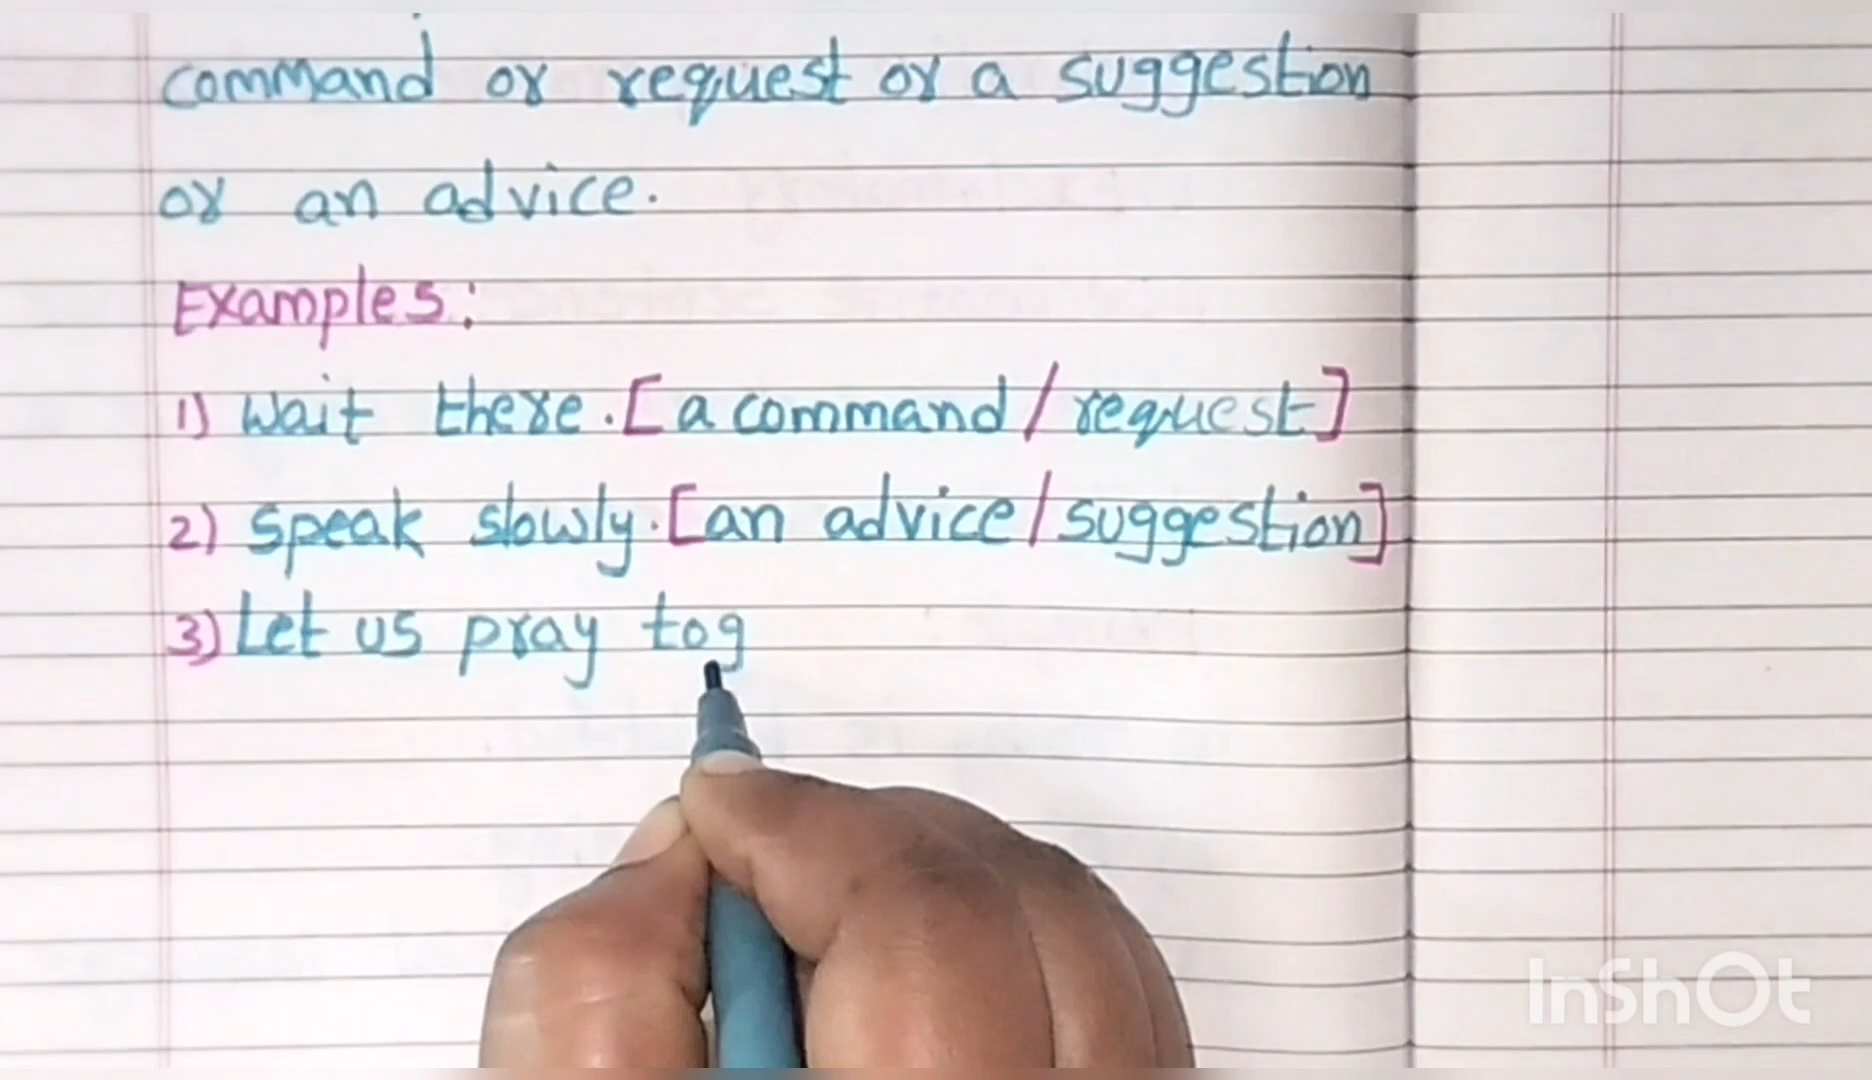 command or request or a suggestion
or an advice.
Examples:
1) Wait there. [a command/request]
2) Speak slowly. [an advice/suggestion]
3) Let us pray tog
InShOt